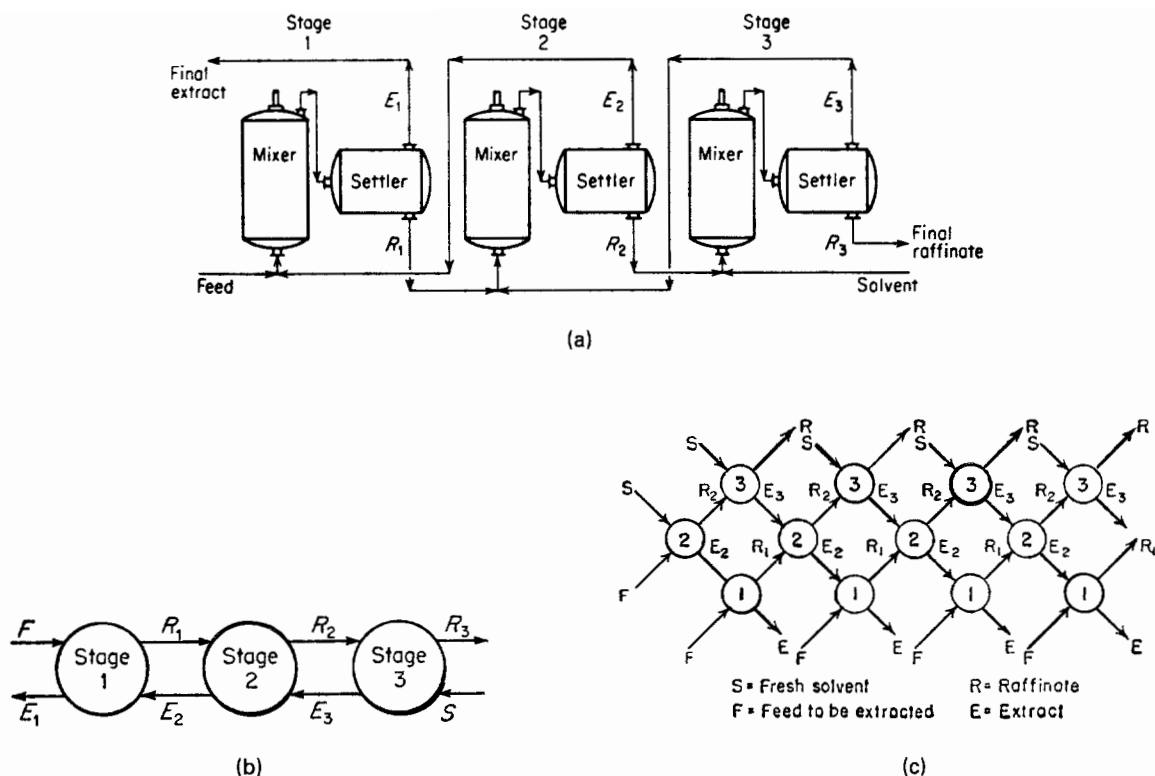 Stage
1
Stage
2
Stage
3
Final
extract
E₁
E₂
E₃
Mixer
Settler
Mixer
Settler
Mixer
Settler
R₁
R₂
R₃
Final
raffinate
Feed
Solvent
(a)
F
R₁
R₂
R₃
Stage
1
Stage
2
Stage
3
E₁
E₂
E₃
S
(b)
S
R
S
R
S
R
S
R
S
R₂
3
E₃
R₂
3
E₃
R₂
3
E₃
R₂
3
E₃
2
E₂
R₁
2
E₂
R₁
2
E₂
R₁
2
E₂
F
1
1
1
1
F
E
F
E
F
E
F
E
S = Fresh solvent
R = Raffinate
F = Feed to be extracted
E = Extract
(c)